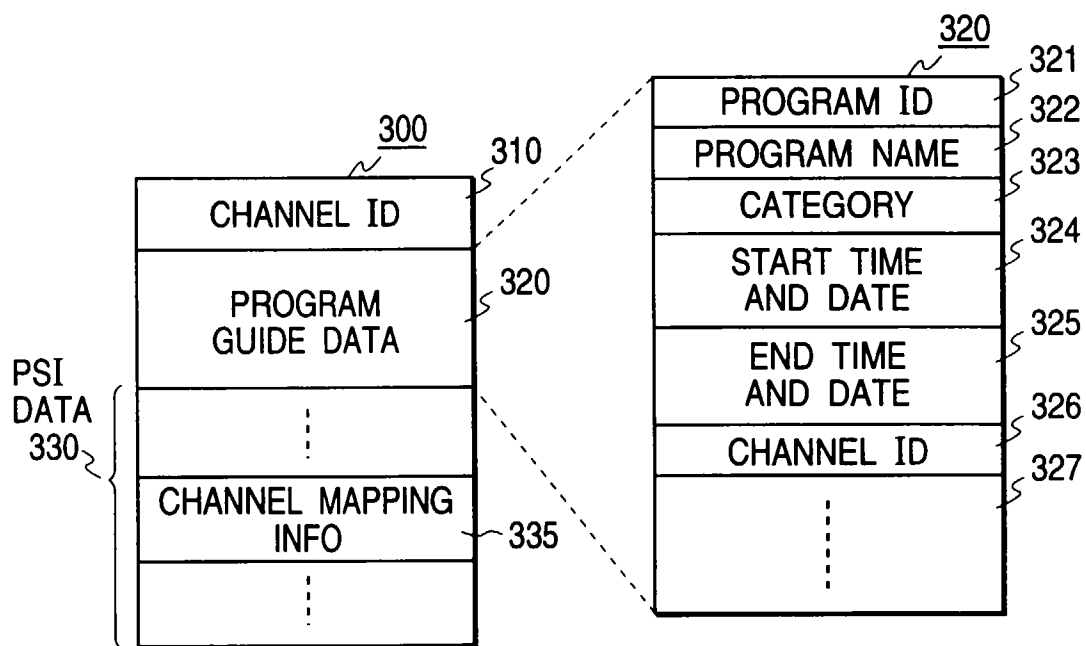 300
310
CHANNEL ID
PROGRAM
GUIDE DATA
320
PSI
DATA
330
CHANNEL MAPPING
INFO
335
320
321
PROGRAM ID
322
PROGRAM NAME
323
CATEGORY
324
START TIME
AND DATE
325
END TIME
AND DATE
326
CHANNEL ID
327